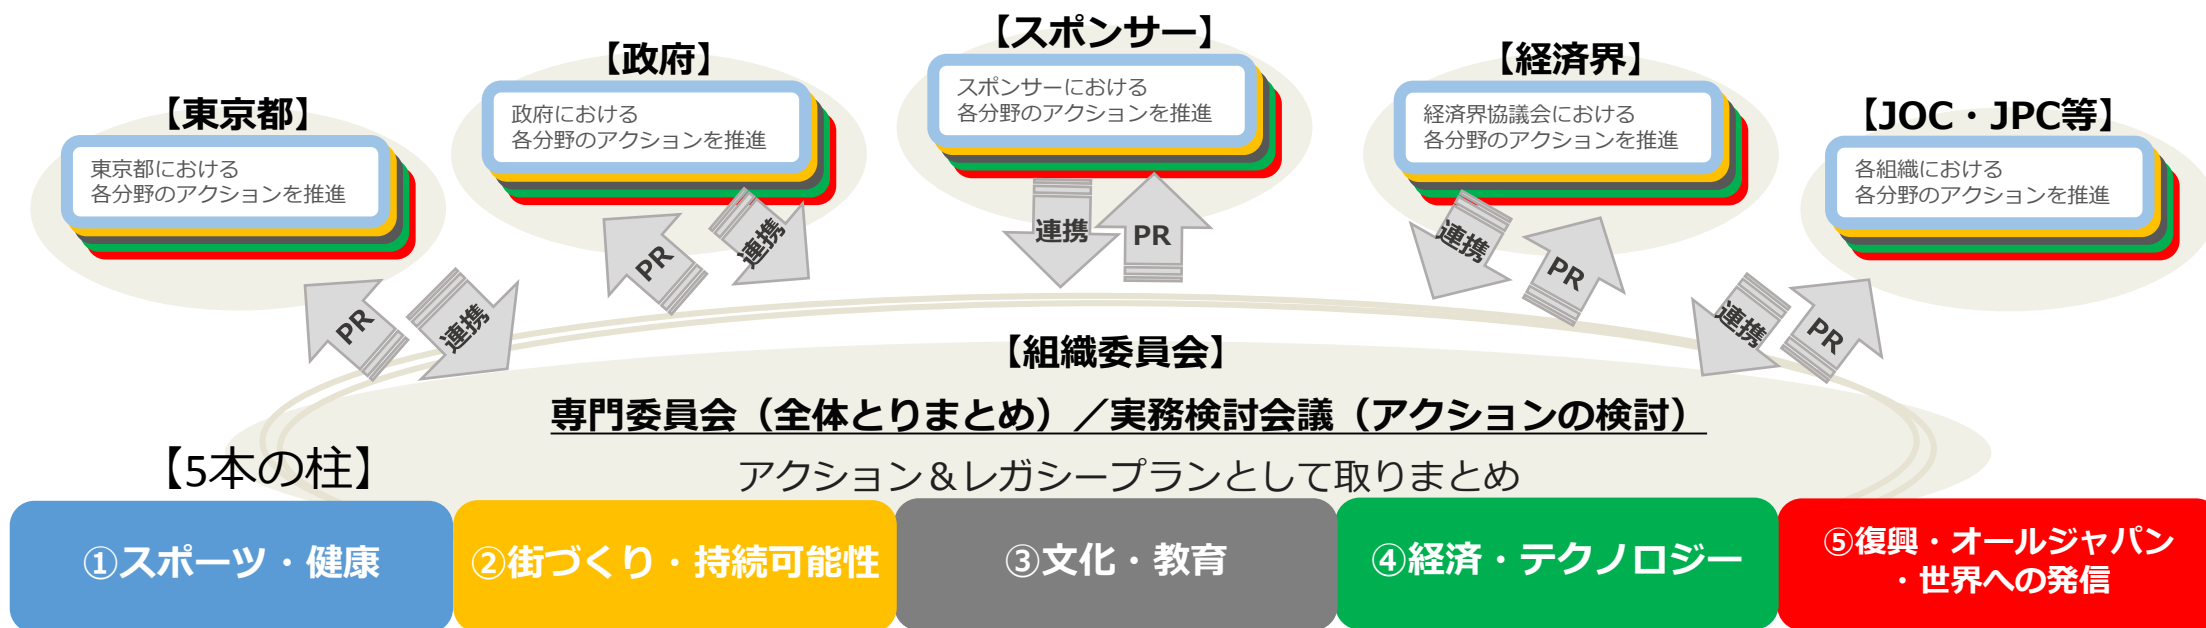 【東京都】
東京都における
各分野のアクションを推進
【政府】
政府における
各分野のアクションを推進
【スポンサー】
スポンサーにおける
各分野のアクションを推進
【経済界】
経済界協議会における
各分野のアクションを推進
【JOC・JPC等】
各組織における
各分野のアクションを推進
PR
連携
PR
連携
連携
PR
連携
PR
連携
PR
【組織委員会】
専門委員会（全体とりまとめ）／実務検討会議（アクションの検討）
アクション＆レガシープランとして取りまとめ
【5本の柱】
①スポーツ・健康
②街づくり・持続可能性
③文化・教育
④経済・テクノロジー
⑤復興・オールジャパン
・世界への発信